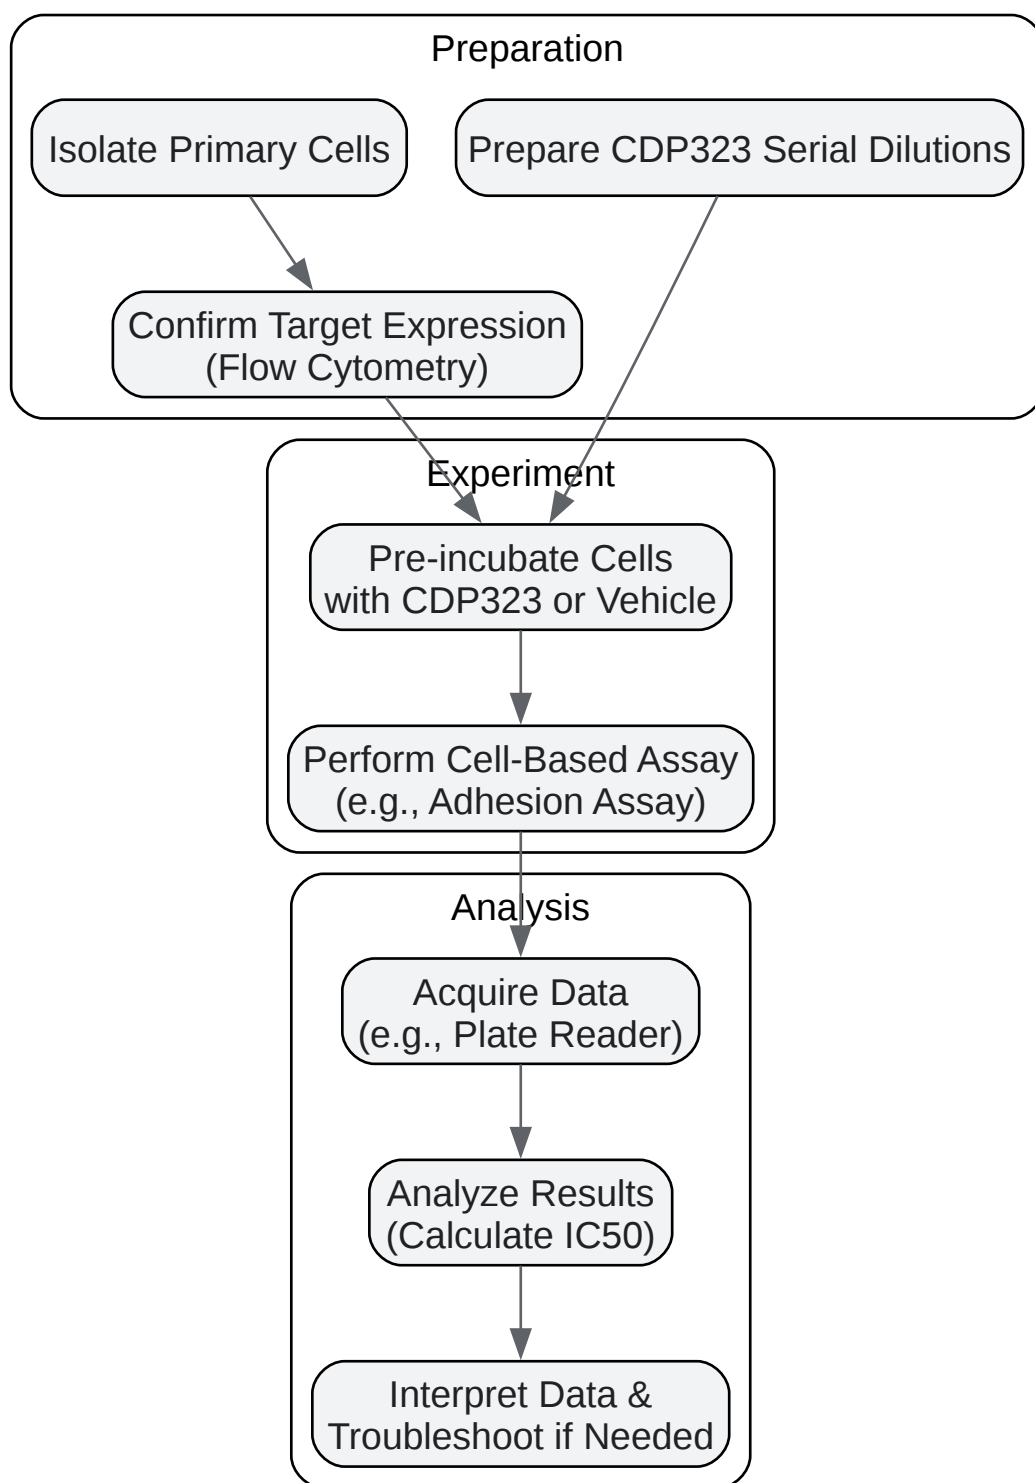 Preparation
Isolate Primary Cells
Prepare CDP323 Serial Dilutions
Confirm Target Expression
(Flow Cytometry)
Experiment
Pre-incubate Cells
with CDP323 or Vehicle
Perform Cell-Based Assay
(e.g., Adhesion Assay)
Analysis
Acquire Data
(e.g., Plate Reader)
Analyze Results
(Calculate IC50)
Interpret Data &
Troubleshoot if Needed